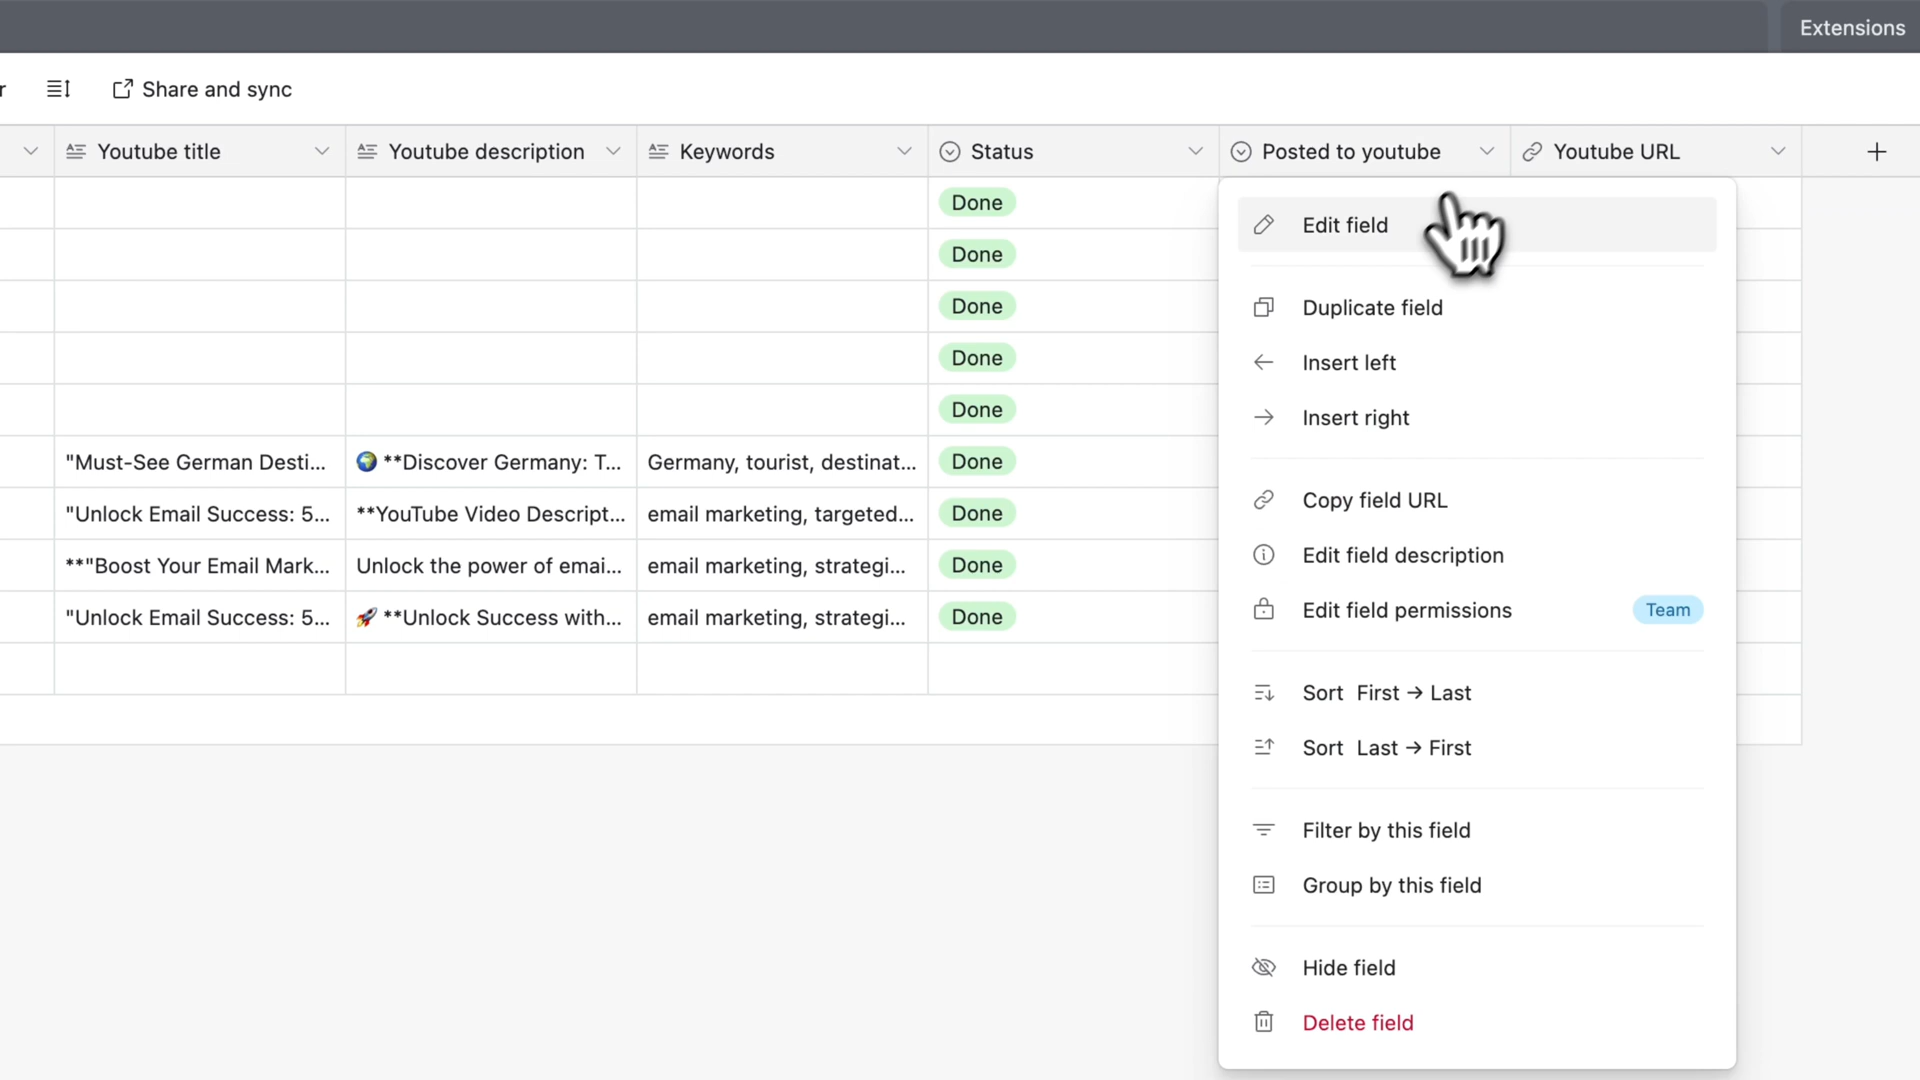 Extensions
r Share and sync
Youtube title Youtube description Keywords Status Posted to youtube Youtube URL
Done
Done
Done
Done
Done
"Must-See German Desti... 🌍 **Discover Germany: T... Germany, tourist, destinat... Done
"Unlock Email Success: 5... **YouTube Video Descript... email marketing, targeted... Done
**"Boost Your Email Mark... Unlock the power of emai... email marketing, strategi... Done
"Unlock Email Success: 5... 🚀 **Unlock Success with... email marketing, strategi... Done
Edit field
Duplicate field
Insert left
Insert right
Copy field URL
Edit field description
Edit field permissions Team
Sort First → Last
Sort Last → First
Filter by this field
Group by this field
Hide field
Delete field